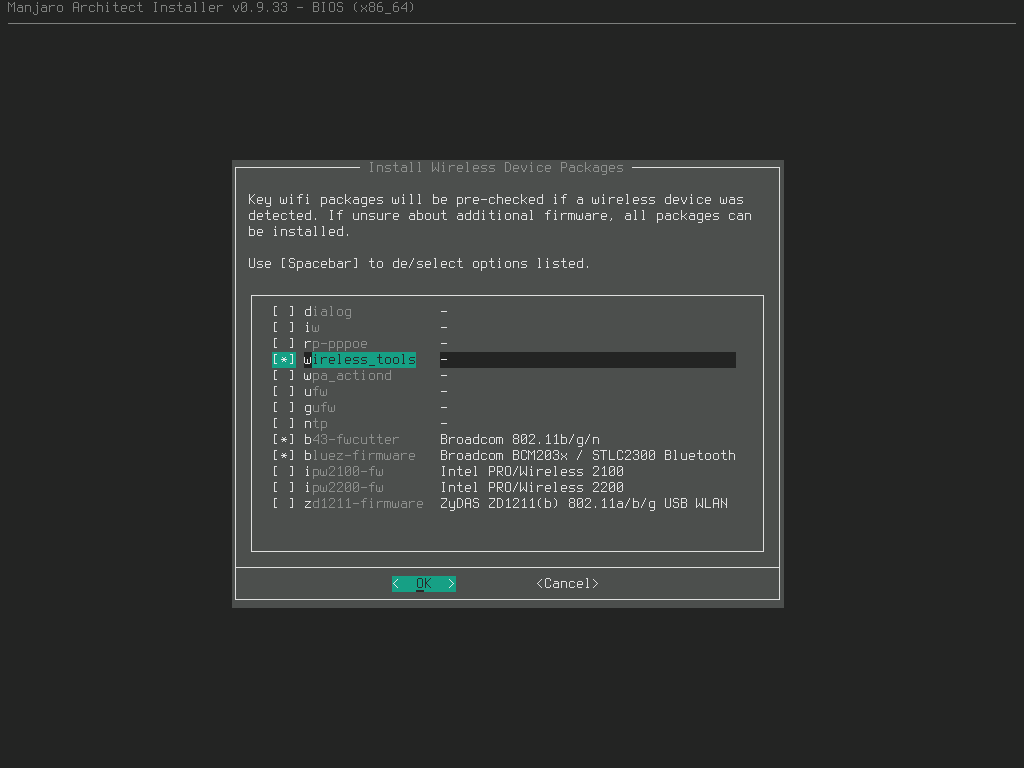 Manjaro Architect Installer v0.9.33 - BIOS (x86_64)
Install Wireless Device Packages
Key wifi packages will be pre-checked if a wireless device was
detected. If unsure about additional firmware, all packages can
be installed.
Use [Spacebar] to de/select options listed.
[ ] dialog -
[ ] iw -
[ ] rp-pppoe -
[*] wireless_tools -
[ ] wpa_actiond -
[ ] ufw -
[ ] gufw -
[ ] ntp -
[*] b43-fwcutter Broadcom 802.11b/g/n
[*] bluez-firmware Broadcom BCM203x / STLC2300 Bluetooth
[ ] ipw2100-fw Intel PRO/Wireless 2100
[ ] ipw2200-fw Intel PRO/Wireless 2200
[ ] zd1211-firmware ZyDAS ZD1211(b) 802.11a/b/g USB WLAN
< OK > <Cancel>